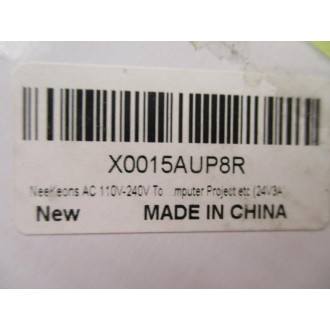 X0015AUP8R
NeeKeons AC 110V-240V To mputer Project etc (24V3A)
New MADE IN CHINA